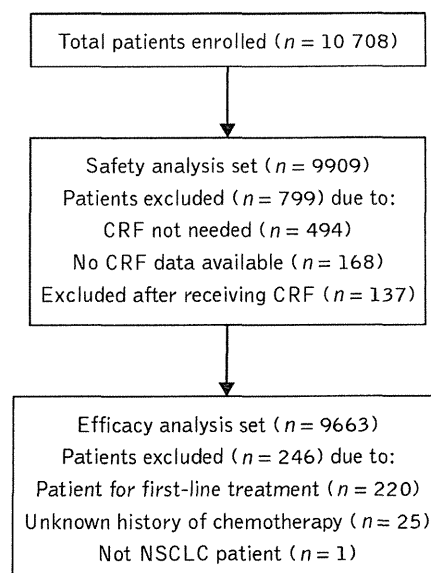 Total patients enrolled (n = 10 708)
Safety analysis set (n = 9909)
Patients excluded (n = 799) due to:
CRF not needed (n = 494)
No CRF data available (n = 168)
Excluded after receiving CRF (n = 137)
Efficacy analysis set (n = 9663)
Patients excluded (n = 246) due to:
Patient for first-line treatment (n = 220)
Unknown history of chemotherapy (n = 25)
Not NSCLC patient (n = 1)